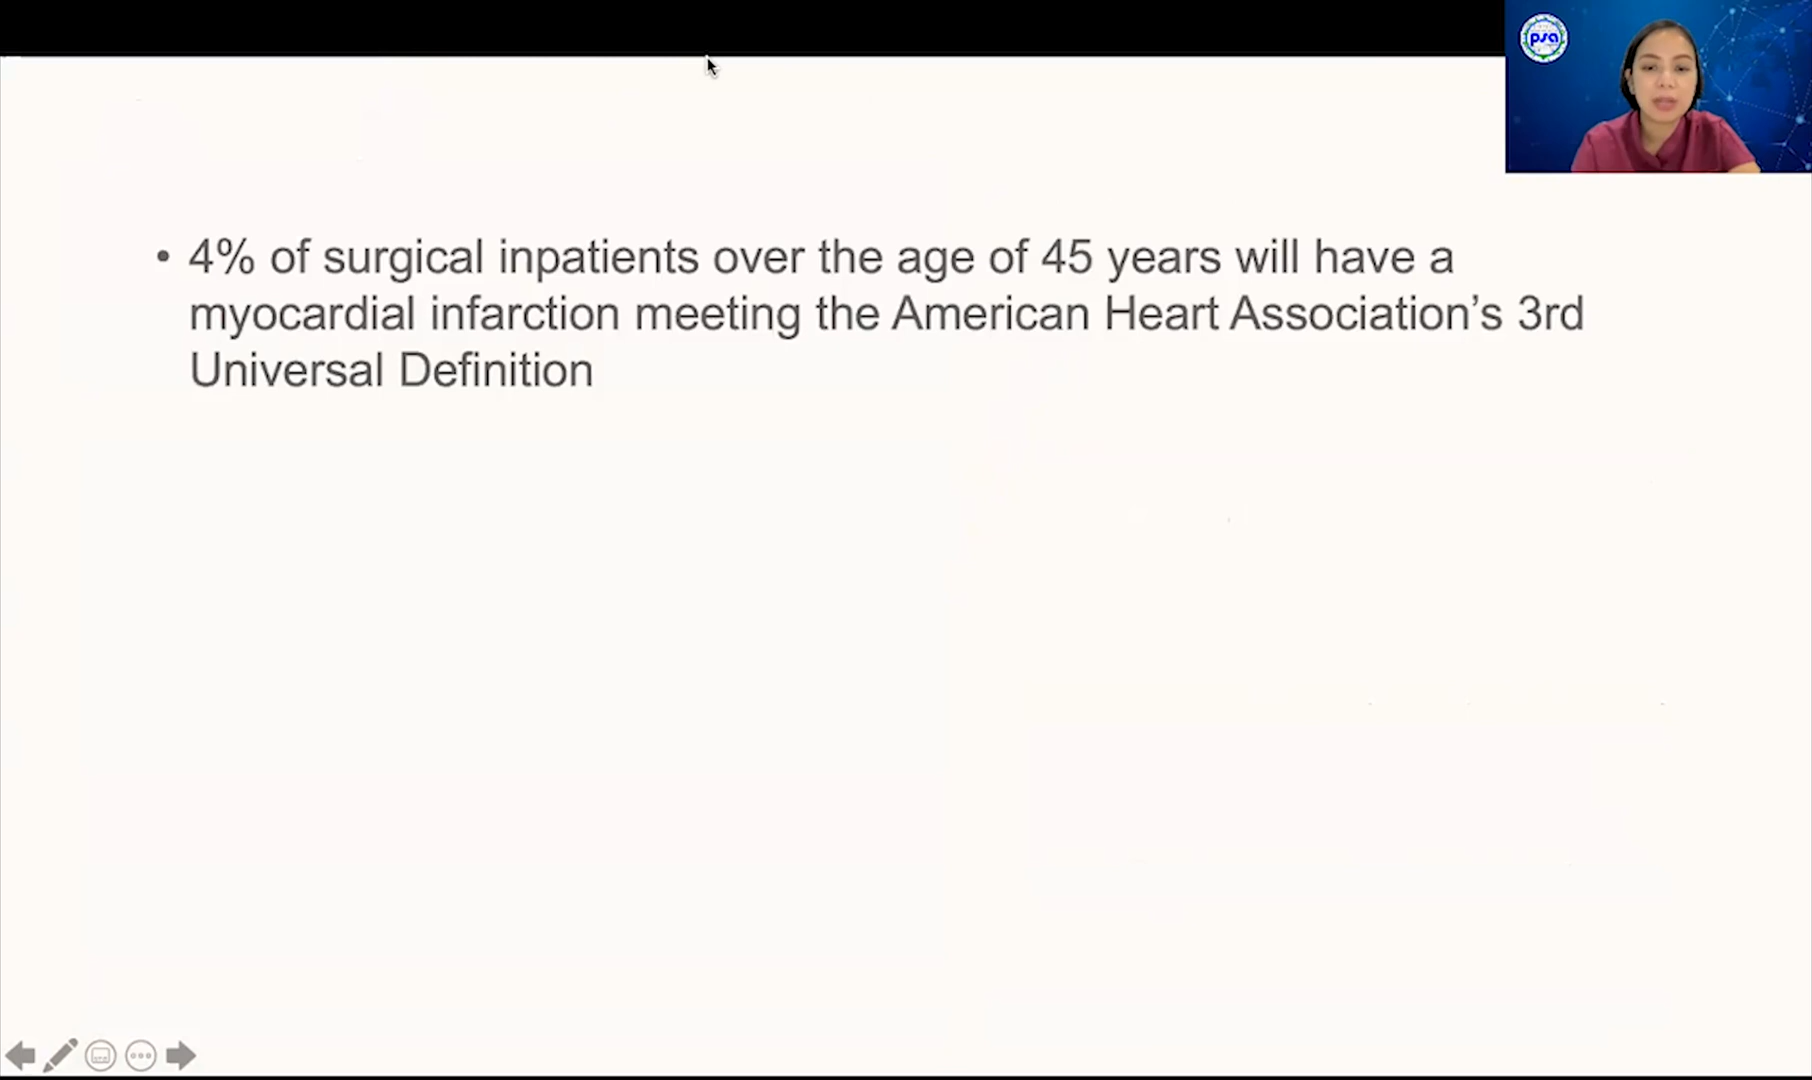 psa
• 4% of surgical inpatients over the age of 45 years will have a
myocardial infarction meeting the American Heart Association’s 3rd
Universal Definition